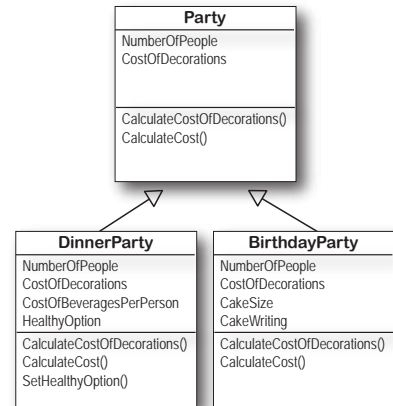 Party
NumberOfPeople
CostOfDecorations
CalculateCostOfDecorations()
CalculateCost()
DinnerParty
NumberOfPeople
CostOfDecorations
CostOfBeveragesPerPerson
HealthyOption
CalculateCostOfDecorations()
CalculateCost()
SetHealthyOption()
BirthdayParty
NumberOfPeople
CostOfDecorations
CakeSize
CakeWriting
CalculateCostOfDecorations()
CalculateCost()